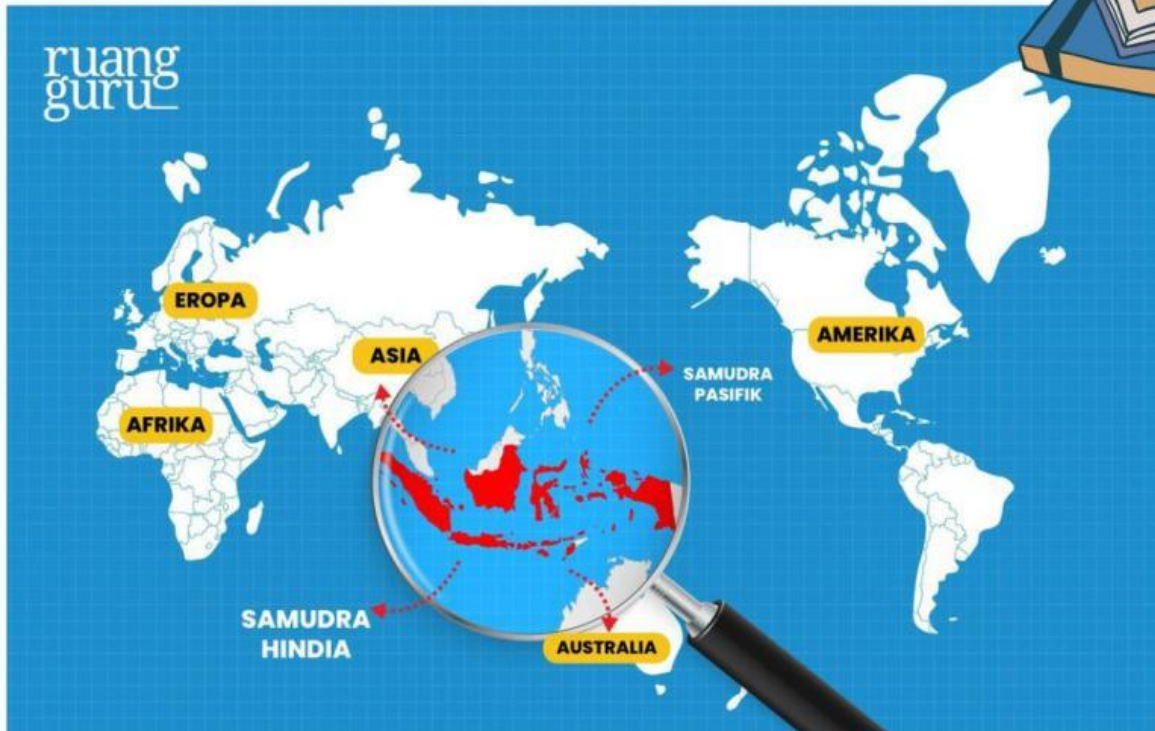 ruang
guru
EROPA
ASIA
AMERIKA
SAMUDRA
PASIFIK
AFRIKA
SAMUDRA
HINDIA
AUSTRALIA